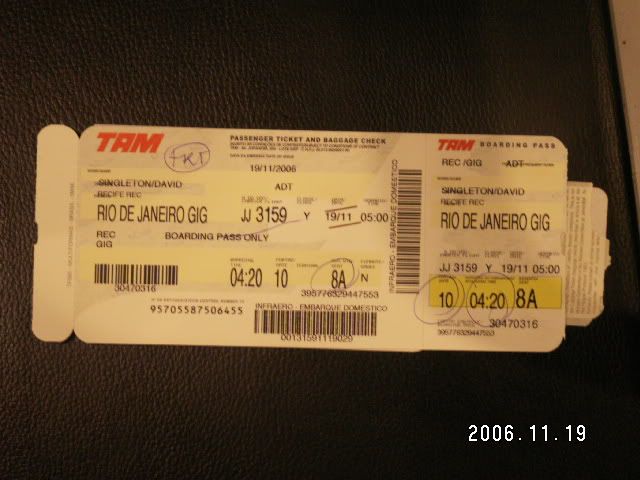 TAM
PASSENGER TICKET AND BAGGAGE CHECK
19/11/2006
SINGLETON/DAVID ADT
RECIFE REC
RIO DE JANEIRO GIG JJ 3159 Y 19/11 05:00
REC BOARDING PASS ONLY
GIG
04:20 10 8A N
30470316 395776329447553
95705587506455
INFRAERO - EMBARQUE DOMESTICO
00131591119029
INFRAERO - EMBARQUE DOMESTICO
TAM BOARDING PASS
REC /GIG ADT
SINGLETON/DAVID
RECIFE REC
RIO DE JANEIRO GIG
JJ 3159 Y 19/11 05:00
10 04:20 8A
30470316
395776329447553
2006.11.19